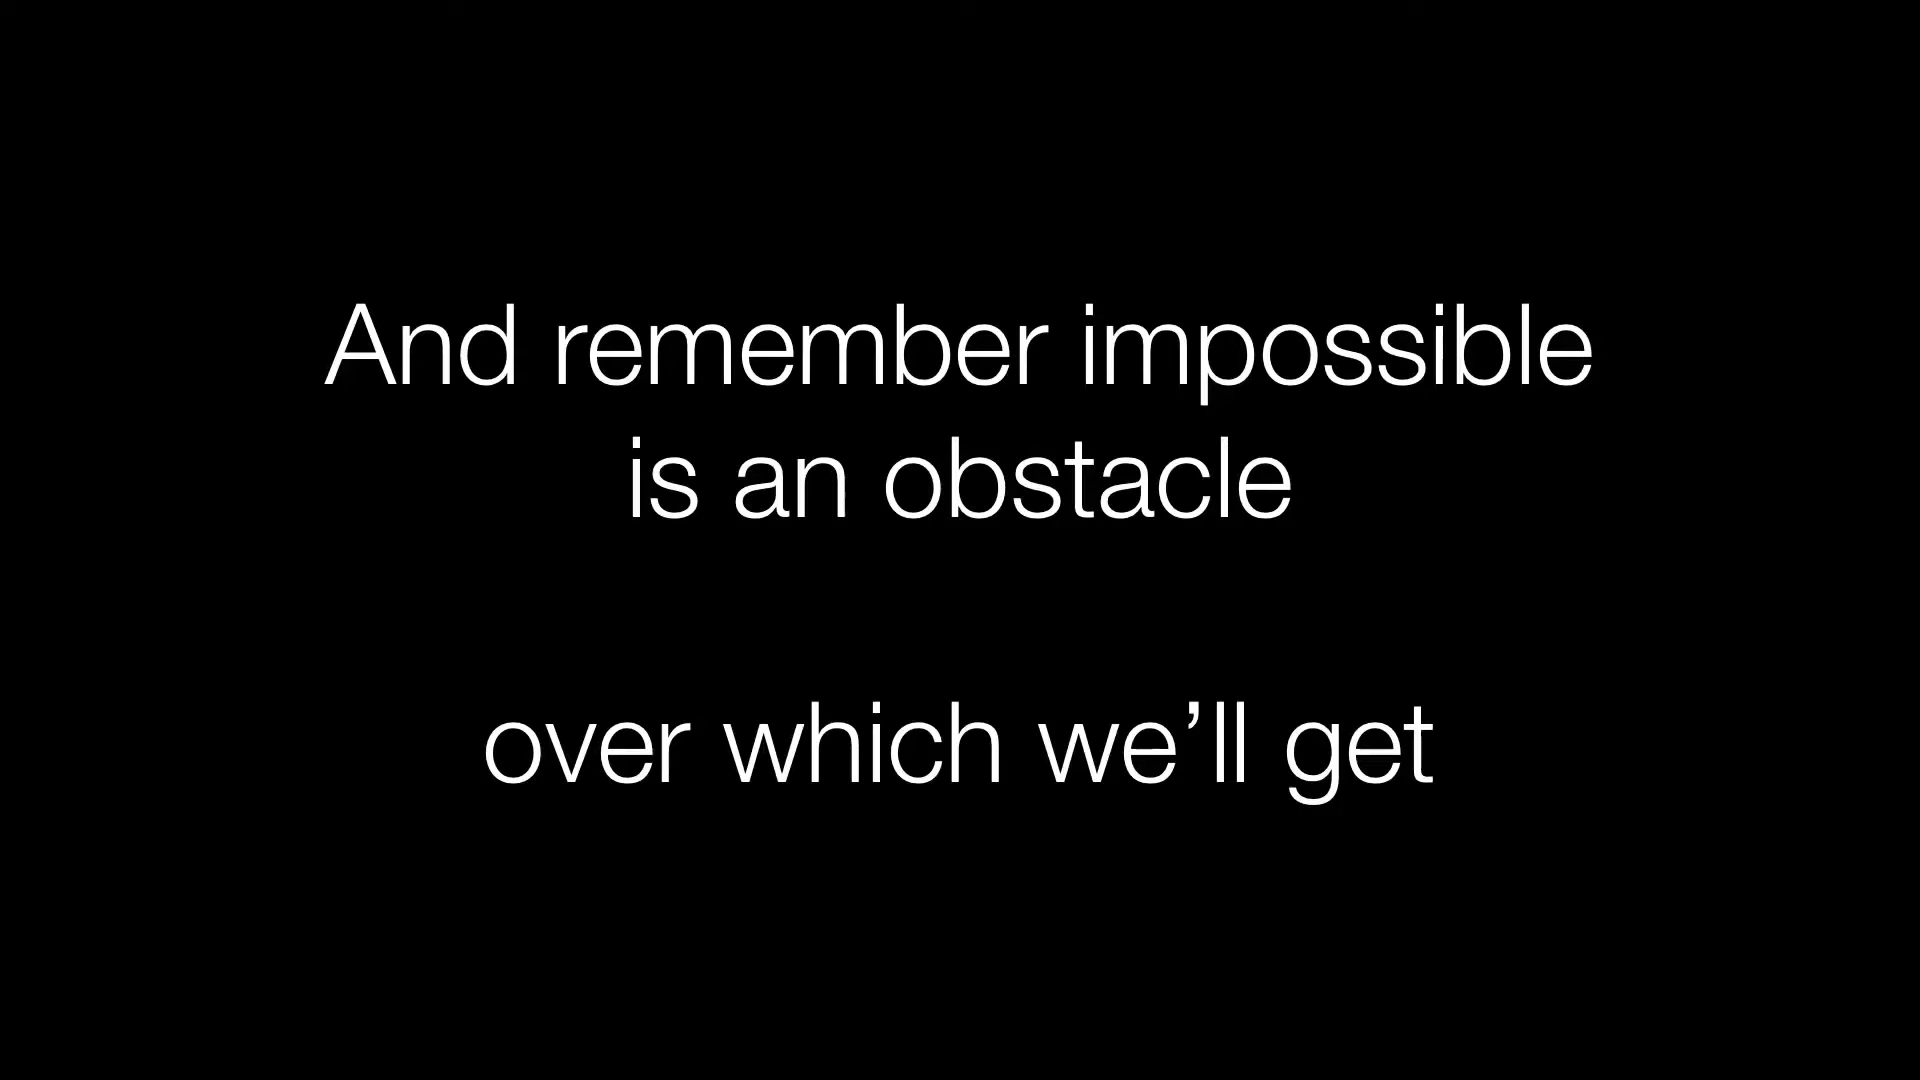 And remember impossible
is an obstacle
over which we’ll get